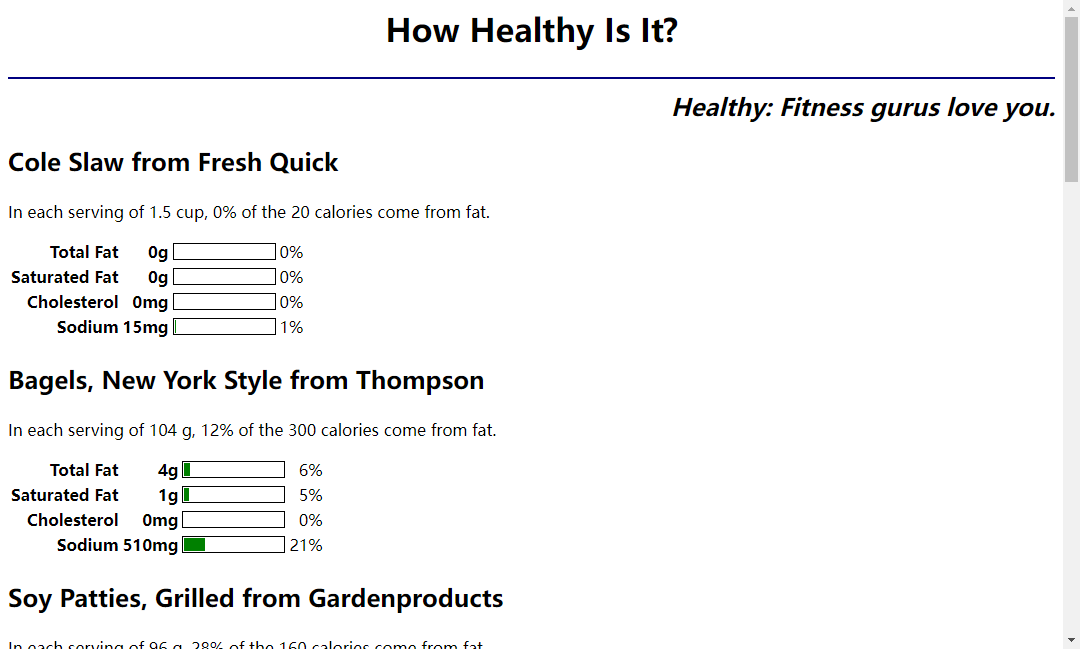 How Healthy Is It?
Healthy: Fitness gurus love you.
Cole Slaw from Fresh Quick
In each serving of 1.5 cup, 0% of the 20 calories come from fat.
Total Fat 0g 0%
Saturated Fat 0g 0%
Cholesterol 0mg 0%
Sodium 15mg 1%
Bagels, New York Style from Thompson
In each serving of 104 g, 12% of the 300 calories come from fat.
Total Fat 4g 6%
Saturated Fat 1g 5%
Cholesterol 0mg 0%
Sodium 510mg 21%
Soy Patties, Grilled from Gardenproducts
In each serving of 96 g, 28% of the 160 calories come from fat.